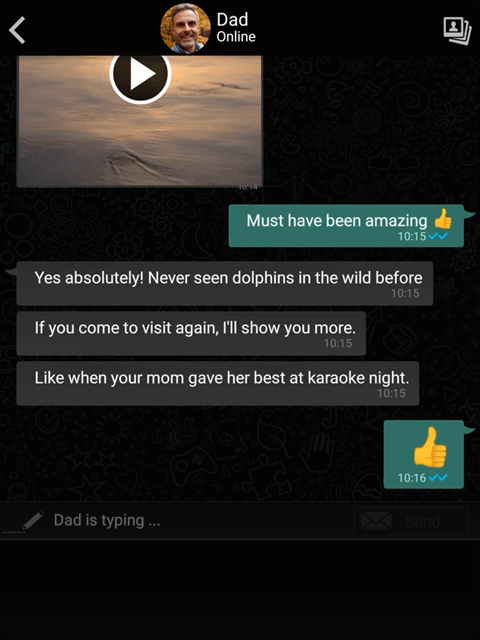 Dad
Online
10:14
Must have been amazing 👍
10:15
Yes absolutely! Never seen dolphins in the wild before
10:15
If you come to visit again, I'll show you more.
10:15
Like when your mom gave her best at karaoke night.
10:15
👍
10:16
Dad is typing ...
Send